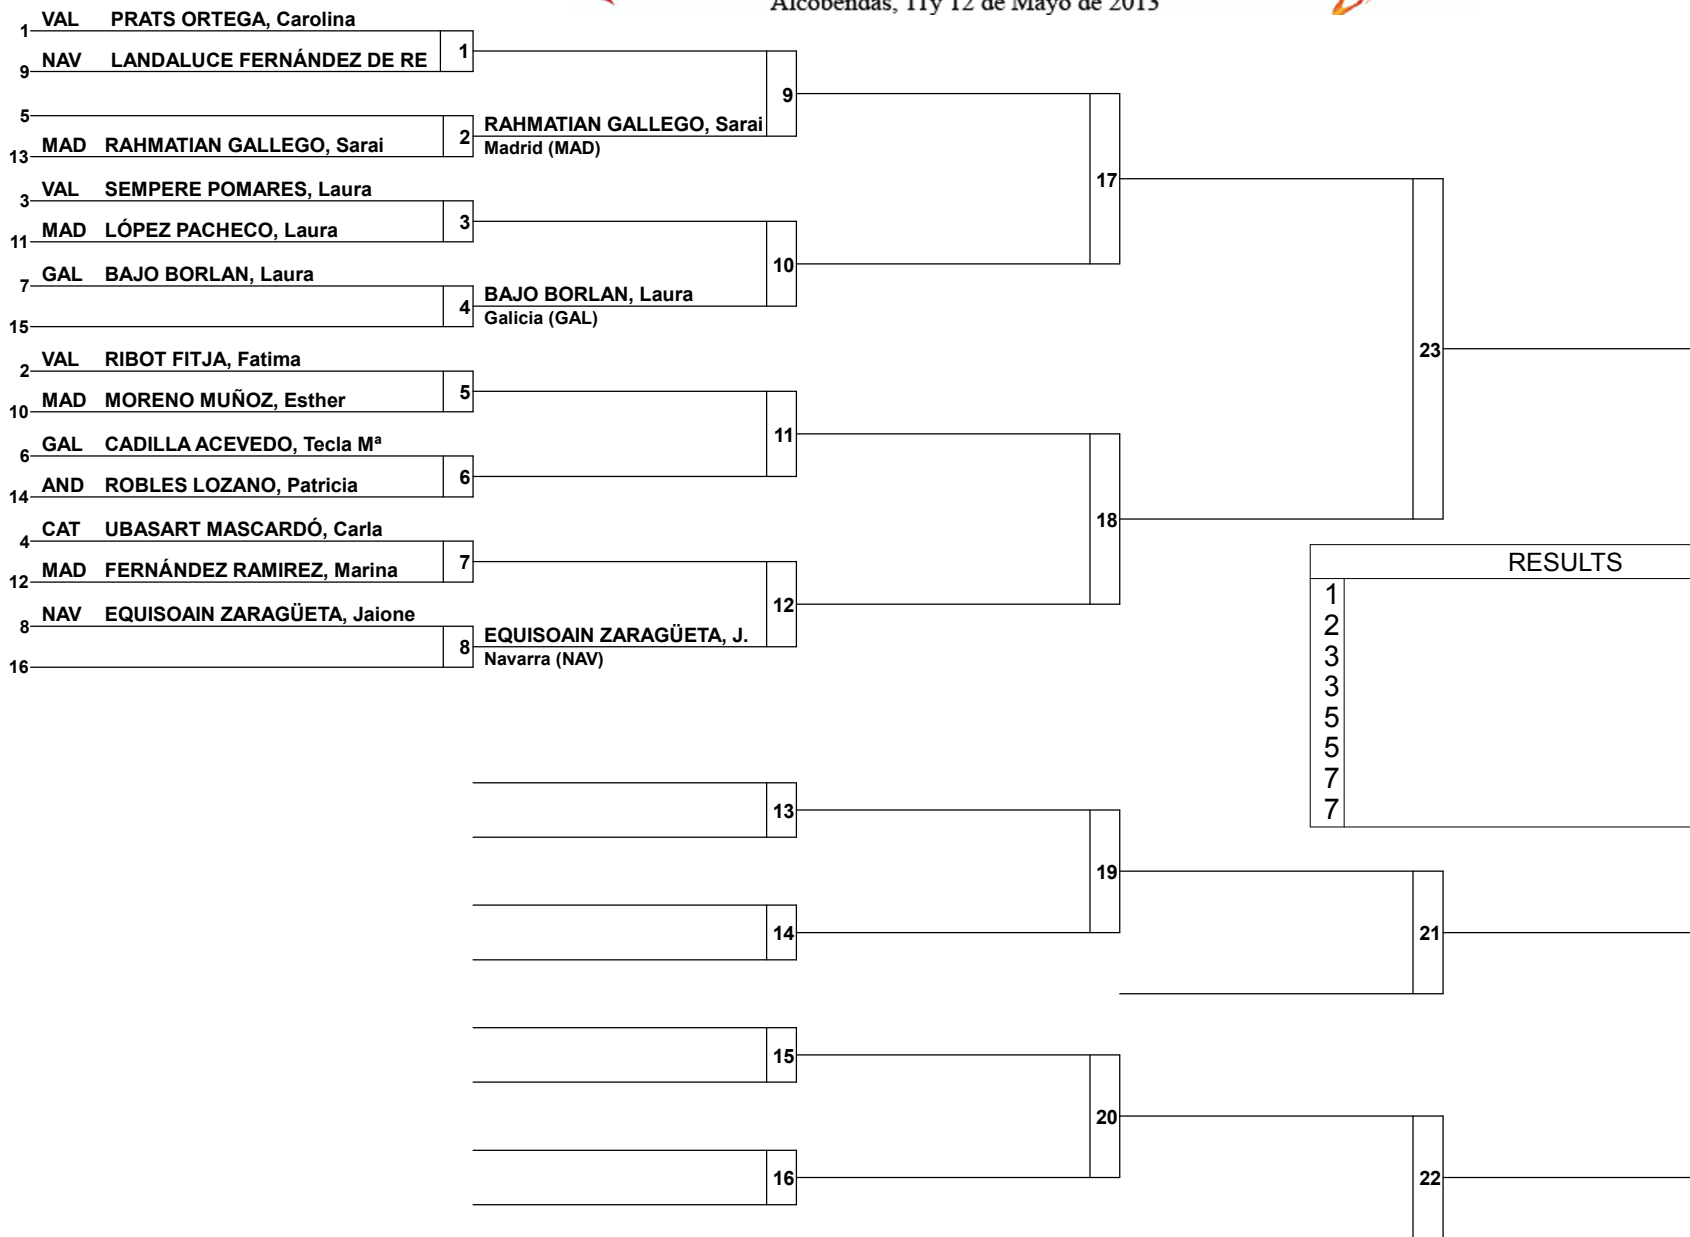 Alcobendas, 11y 12 de Mayo de 2013
1 VAL PRATS ORTEGA, Carolina
1
9 NAV LANDALUCE FERNÁNDEZ DE RE
9
5
2 RAHMATIAN GALLEGO, Sarai
13 MAD RAHMATIAN GALLEGO, Sarai
Madrid (MAD)
17
3 VAL SEMPERE POMARES, Laura
3
11 MAD LÓPEZ PACHECO, Laura
10
7 GAL BAJO BORLAN, Laura
4 BAJO BORLAN, Laura
15
Galicia (GAL)
23
2 VAL RIBOT FITJA, Fatima
5
10 MAD MORENO MUÑOZ, Esther
11
6 GAL CADILLA ACEVEDO, Tecla Mª
6
14 AND ROBLES LOZANO, Patricia
18
4 CAT UBASART MASCARDÓ, Carla
7
12 MAD FERNÁNDEZ RAMIREZ, Marina
12
8 NAV EQUISOAIN ZARAGÜETA, Jaione
8 EQUISOAIN ZARAGÜETA, J.
16
Navarra (NAV)
RESULTS
1
2
3
3
5
5
7
7
13
19
14
21
15
20
16
22